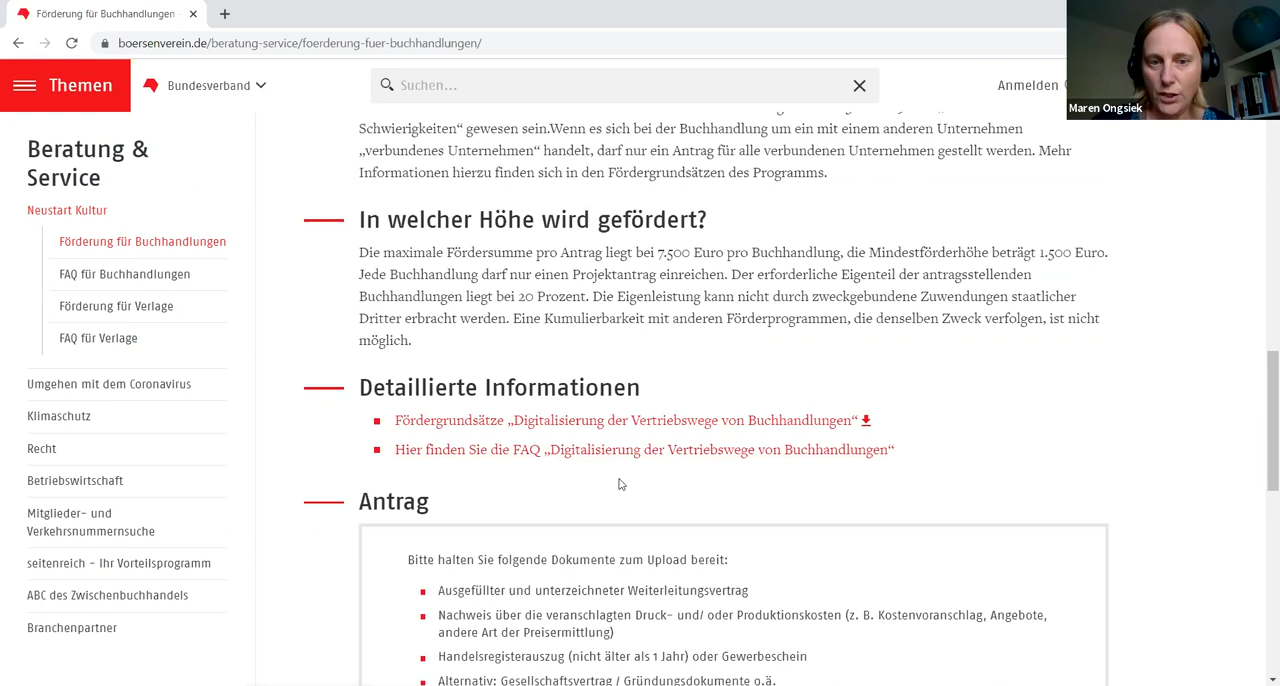 Förderung für Buchhandlungen
boersenverein.de/beratung-service/foerderung-fuer-buchhandlungen/
Maren Ongsiek
Themen
Bundesverband
Suchen...
Anmelden
Beratung &
Service
Neustart Kultur
Förderung für Buchhandlungen
FAQ für Buchhandlungen
Förderung für Verlage
FAQ für Verlage
Umgehen mit dem Coronavirus
Klimaschutz
Recht
Betriebswirtschaft
Mitglieder- und
Verkehrsnummernsuche
seitenreich - Ihr Vorteilsprogramm
ABC des Zwischenbuchhandels
Branchenpartner
Schwierigkeiten“ gewesen sein.Wenn es sich bei der Buchhandlung um ein mit einem anderen Unternehmen
„verbundenes Unternehmen“ handelt, darf nur ein Antrag für alle verbundenen Unternehmen gestellt werden. Mehr
Informationen hierzu finden sich in den Fördergrundsätzen des Programms.
In welcher Höhe wird gefördert?
Die maximale Fördersumme pro Antrag liegt bei 7.500 Euro pro Buchhandlung, die Mindestförderhöhe beträgt 1.500 Euro.
Jede Buchhandlung darf nur einen Projektantrag einreichen. Der erforderliche Eigenteil der antragsstellenden
Buchhandlungen liegt bei 20 Prozent. Die Eigenleistung kann nicht durch zweckgebundene Zuwendungen staatlicher
Dritter erbracht werden. Eine Kumulierbarkeit mit anderen Förderprogrammen, die denselben Zweck verfolgen, ist nicht
möglich.
Detaillierte Informationen
Fördergrundsätze „Digitalisierung der Vertriebswege von Buchhandlungen“
Hier finden Sie die FAQ „Digitalisierung der Vertriebswege von Buchhandlungen“
Antrag
Bitte halten Sie folgende Dokumente zum Upload bereit:
Ausgefüllter und unterzeichneter Weiterleitungsvertrag
Nachweis über die veranschlagten Druck- und/ oder Produktionskosten (z. B. Kostenvoranschlag, Angebote,
andere Art der Preisermittlung)
Handelsregisterauszug (nicht älter als 1 Jahr) oder Gewerbeschein
Alternativ: Gesellschaftsvertrag / Gründungsdokumente o.ä.